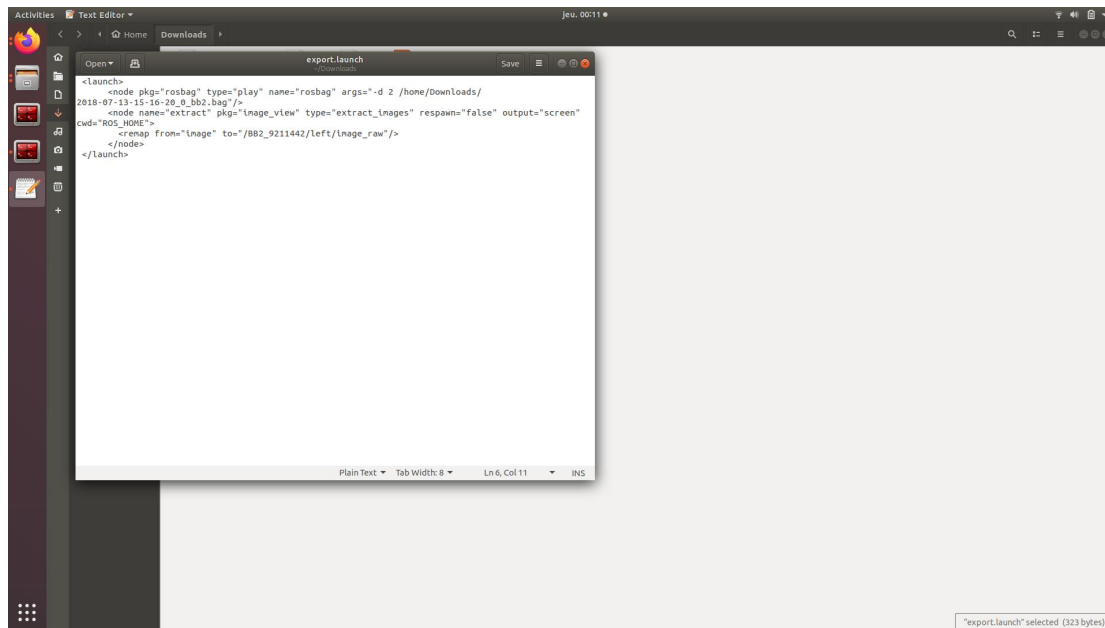 Activities Text Editor jeu. 00:11
Home Downloads
Open export.launch Save
~/Downloads
<launch>
<node pkg="rosbag" type="play" name="rosbag" args="-d 2 /home/Downloads/
2018-07-13-15-16-20_0_bb2.bag"/>
<node name="extract" pkg="image_view" type="extract_images" respawn="false" output="screen"
cwd="ROS_HOME">
<remap from="image" to="/BB2_9211442/left/image_raw"/>
</node>
</launch>
Plain Text Tab Width: 8 Ln 6, Col 11 INS
"export.launch" selected (323 bytes)